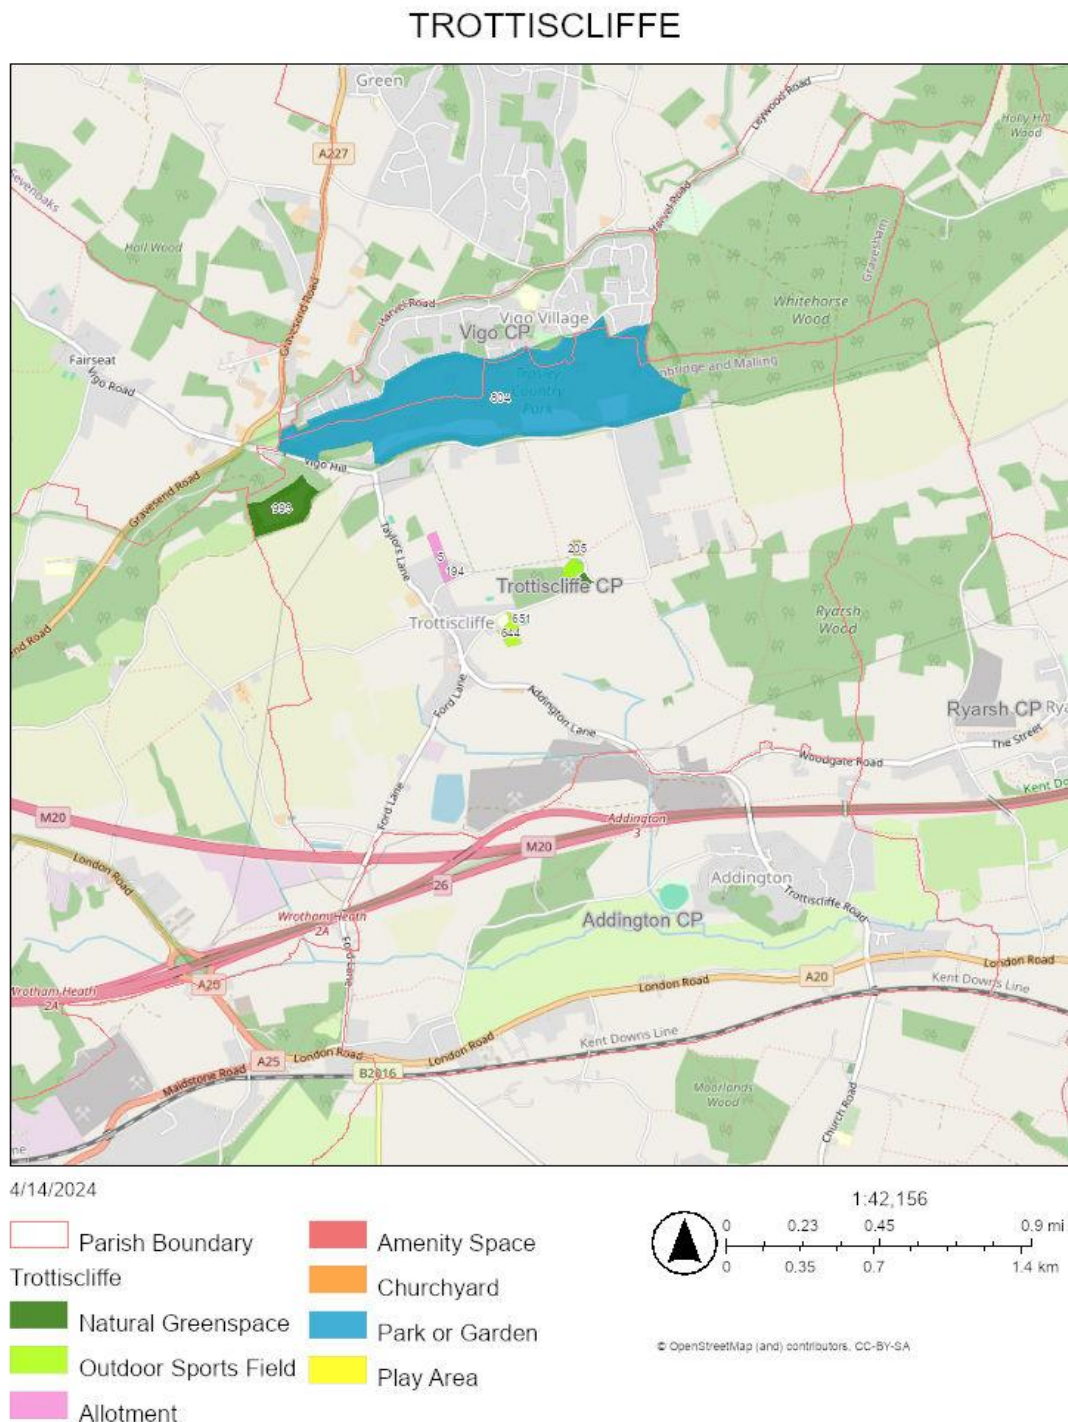 TROTTISCLIFFE
Green
Leywood Road
Holly Hill
Wood
A227
Sevenoaks
Harvel Road
Gravesham
Hall Wood
Gravesend Road
Harvel Road
Whitehorse
Wood
Vigo Village
Vigo CP
Fairseat
Vigo Road
Country
Park
804
and Malling
Vigo Hill
Gravesend Road
Taylors Lane
205
5
194
Trottiscliffe CP
Trottiscliffe
651
644
Ryarsh
Wood
Road
Ford Lane
Addington Lane
Ryarsh CP
The Street
Woodgate Road
M20
Ford Lane
Addington
3
M20
London Road
26
Addington
Wrotham Heath
2A
Trottiscliffe Road
Addington CP
Ford Lane
London Road
A20
London Road
A20
Wrotham Heath
2A
Kent Downs Line
Kent Downs Line
London Road
London Road
A25
B2016
Maidstone Road
Moorlands
Wood
Church Road
4/14/2024
Parish Boundary
Trottiscliffe
Natural Greenspace
Outdoor Sports Field
Allotment
Amenity Space
Churchyard
Park or Garden
Play Area
1:42,156
0 0.23 0.45 0.9 mi
0 0.35 0.7 1.4 km
© OpenStreetMap (and) contributors, CC-BY-SA